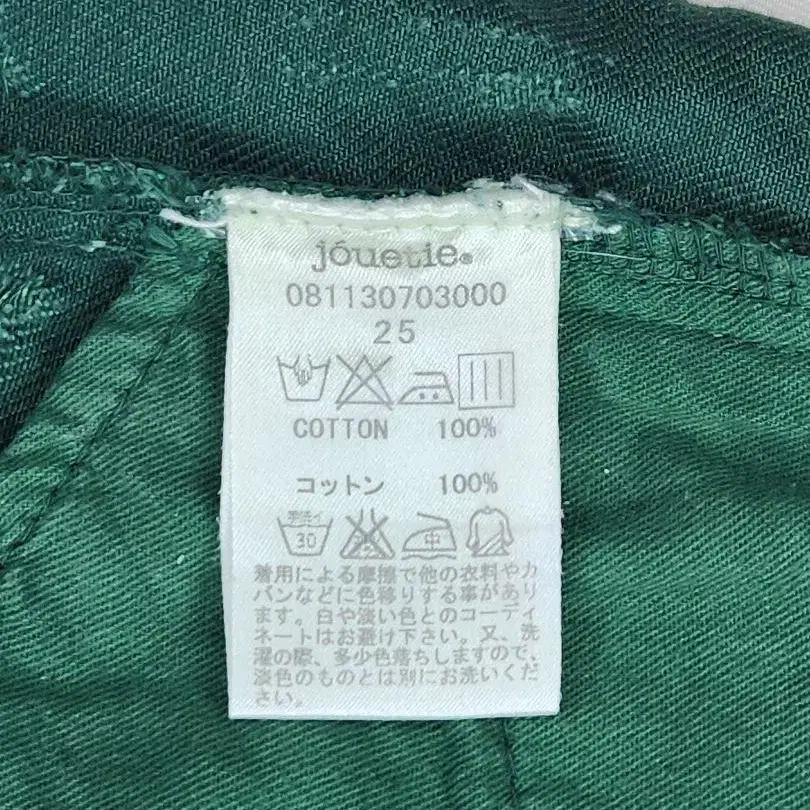 jóuetie®
081130703000
25
COTTON 100%
コットン 100%
手洗イ
30
中
着用による摩擦で他の衣料やカ
バンなどに色移りする事があり
ます。白や淡い色とのコーディ
ネートはお避け下さい。又、洗
濯の際、多少色落ちしますので、
淡色のものとは別にお洗いくだ
さい。